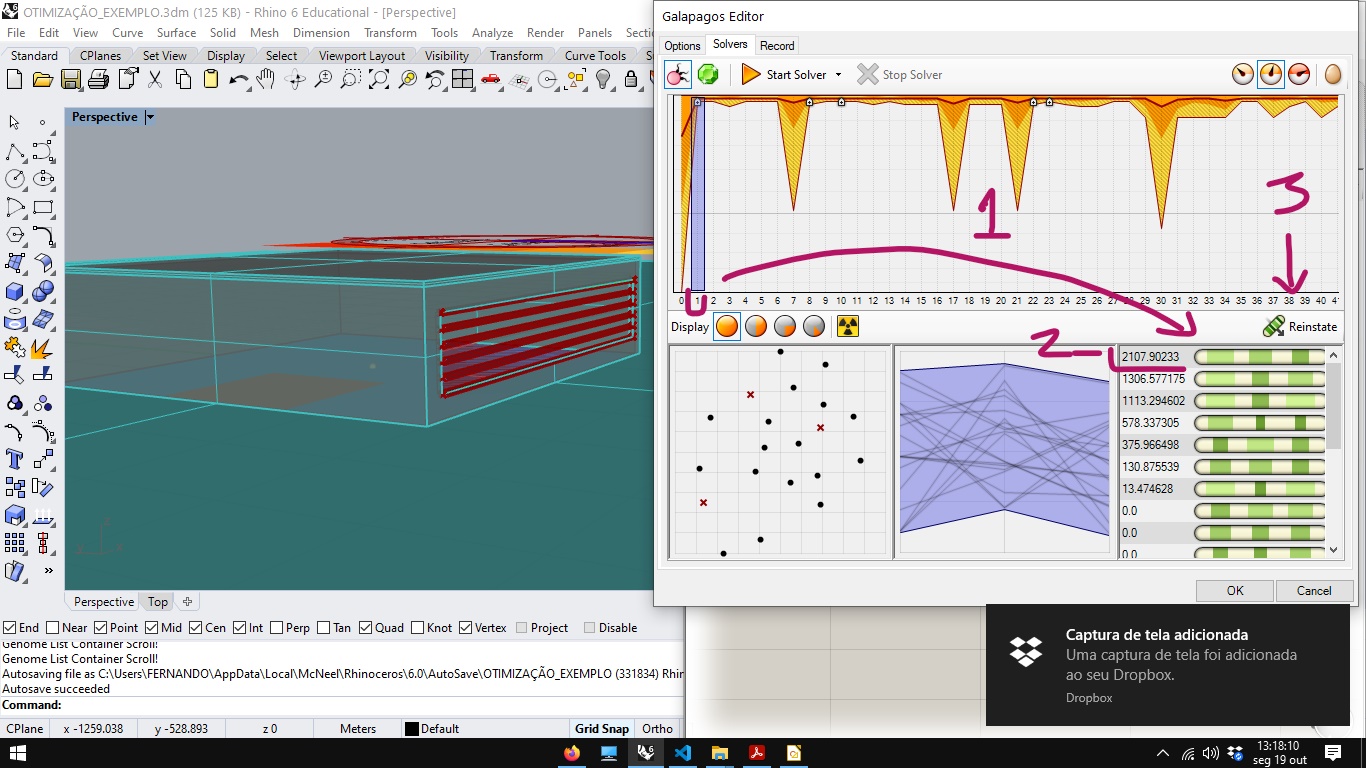 OTIMIZAÇÃO_EXEMPLO.3dm (125 KB) - Rhino 6 Educational - [Perspective]
File Edit View Curve Surface Solid Mesh Dimension Transform Tools Analyze Render Panels
Standard CPlanes Set View Display Select Viewport Layout Visibility Transform Curve Tools
Perspective
Perspective Top
End Near Point Mid Cen Int Perp Tan Quad Knot Vertex Project Disable
Genome List Container Scroll!
Genome List Container Scroll!
Autosaving file as C:\Users\FERNANDO\AppData\Local\McNeel\Rhinoceros\6.0\AutoSave\OTIMIZAÇÃO_EXEMPLO (331834) Rhin
Autosave succeeded
Command:
CPlane x -1259.038 y -528.893 z 0 Meters Default Grid Snap Ortho
Galapagos Editor
Options Solvers Record
Start Solver Stop Solver
1
3
0 1 2 3 4 5 6 7 8 9 10 11 12 13 14 15 16 17 18 19 20 21 22 23 24 25 26 27 28 29 30 31 32 33 34 35 36 37 38 39 40
Display Reinstate
2
2107.90233
1306.577175
1113.294602
578.337305
375.966498
130.875539
13.474628
0.0
0.0
0.0
OK Cancel
Captura de tela adicionada
Uma captura de tela foi adicionada
ao seu Dropbox.
Dropbox
13:18:10
seg 19 out